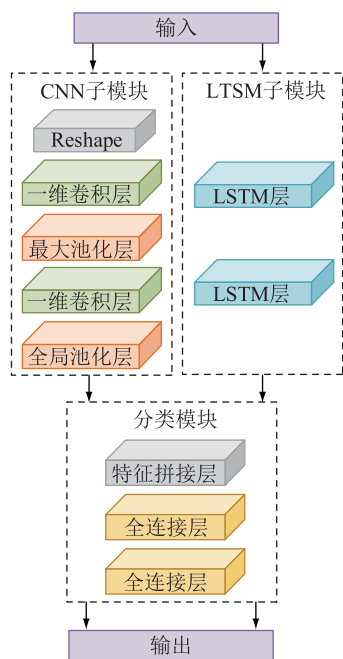 输入
CNN子模块
Reshape
一维卷积层
最大池化层
一维卷积层
全局池化层
LTSM子模块
LSTM层
LSTM层
分类模块
特征拼接层
全连接层
全连接层
输出